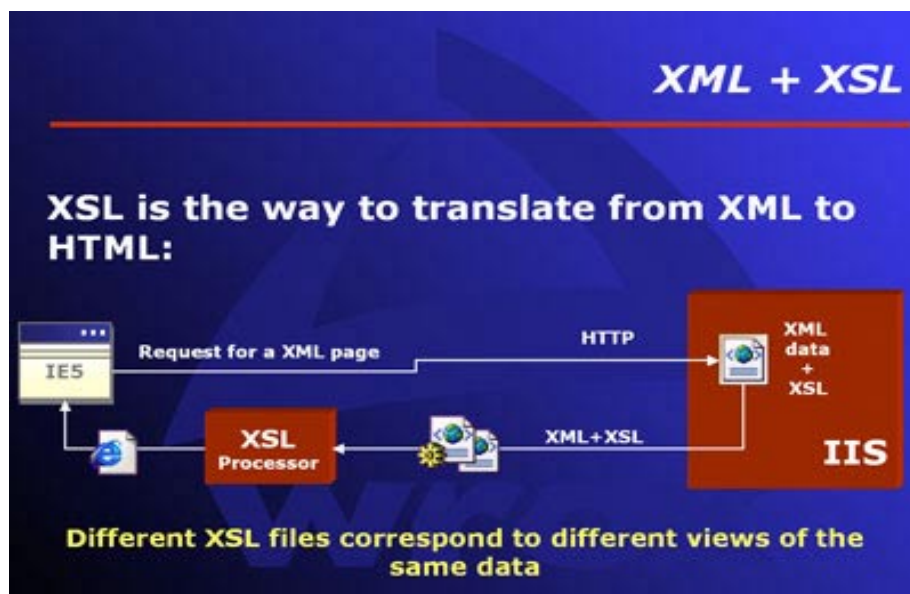 XML + XSL
XSL is the way to translate from XML to
HTML:
IE5
Request for a XML page
HTTP
XML
data
+
XSL
IIS
XML+XSL
XSL
Processor
Different XSL files correspond to different views of the
same data